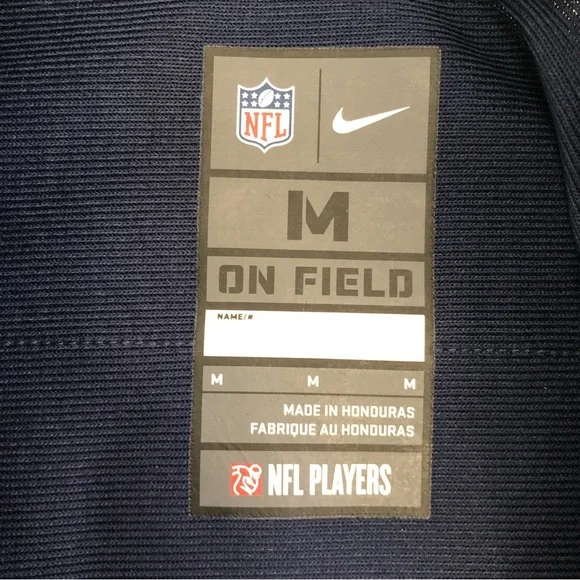 NFL
M
ON FIELD
NAME/#
M M M
MADE IN HONDURAS
FABRIQUE AU HONDURAS
NFL PLAYERS